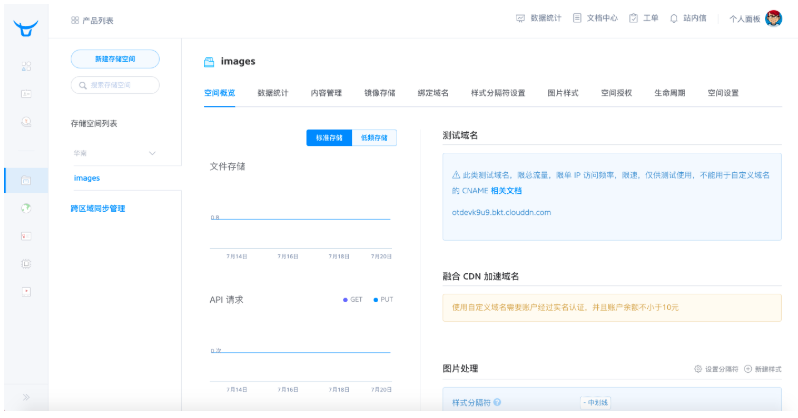 产品列表
数据统计
文档中心
工单
站内信
个人面板
新建存储空间
搜索存储空间
存储空间列表
华南
images
跨区域同步管理
images
空间概览
数据统计
内容管理
镜像存储
绑定域名
样式分隔符设置
图片样式
空间授权
生命周期
空间设置
标准存储
低频存储
文件存储
0 B
7月14日
7月16日
7月18日
7月20日
API 请求
GET
PUT
0 次
7月14日
7月16日
7月18日
7月20日
测试域名
此类测试域名，限总流量，限单 IP 访问频率，限速，仅供测试使用，不能用于自定义域名
的 CNAME 相关文档
otdevk9u9.bkt.clouddn.com
融合 CDN 加速域名
使用自定义域名需要账户经过实名认证，并且账户余额不小于10元
图片处理
设置分隔符
新建样式
样式分隔符
- 中划线